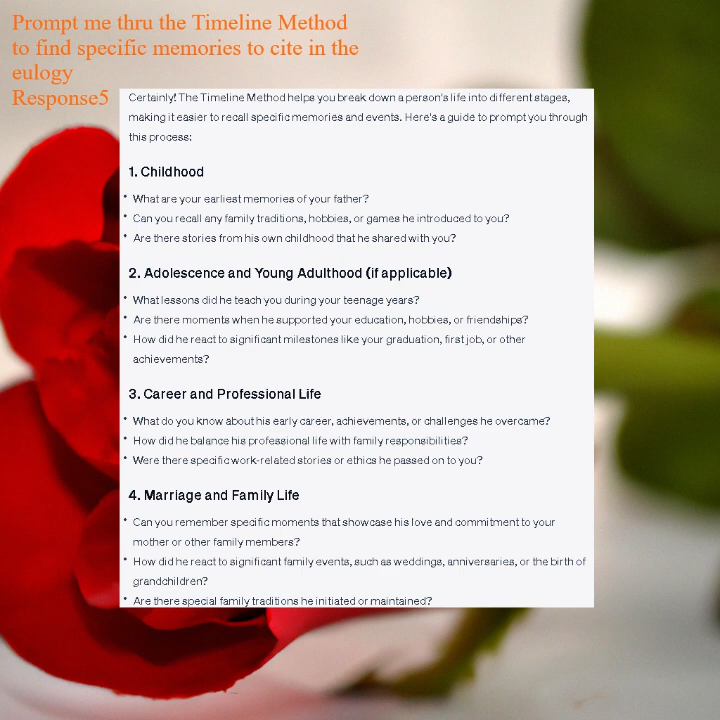 Prompt me thru the Timeline Method
to find specific memories to cite in the
eulogy
Response5
Certainly! The Timeline Method helps you break down a person's life into different stages,
making it easier to recall specific memories and events. Here's a guide to prompt you through
this process:
1. Childhood
• What are your earliest memories of your father?
• Can you recall any family traditions, hobbies, or games he introduced to you?
• Are there stories from his own childhood that he shared with you?
2. Adolescence and Young Adulthood (if applicable)
• What lessons did he teach you during your teenage years?
• Are there moments when he supported your education, hobbies, or friendships?
• How did he react to significant milestones like your graduation, first job, or other
achievements?
3. Career and Professional Life
• What do you know about his early career, achievements, or challenges he overcame?
• How did he balance his professional life with family responsibilities?
• Were there specific work-related stories or ethics he passed on to you?
4. Marriage and Family Life
• Can you remember specific moments that showcase his love and commitment to your
mother or other family members?
• How did he react to significant family events, such as weddings, anniversaries, or the birth of
grandchildren?
• Are there special family traditions he initiated or maintained?